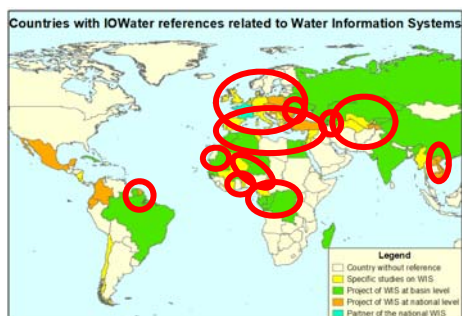 Countries with IOWater references related to Water Information Systems
Legend
Country without reference
Specific studies on WIS
Project of WIS at basin level
Project of WIS at national level
Partner of the national WIS